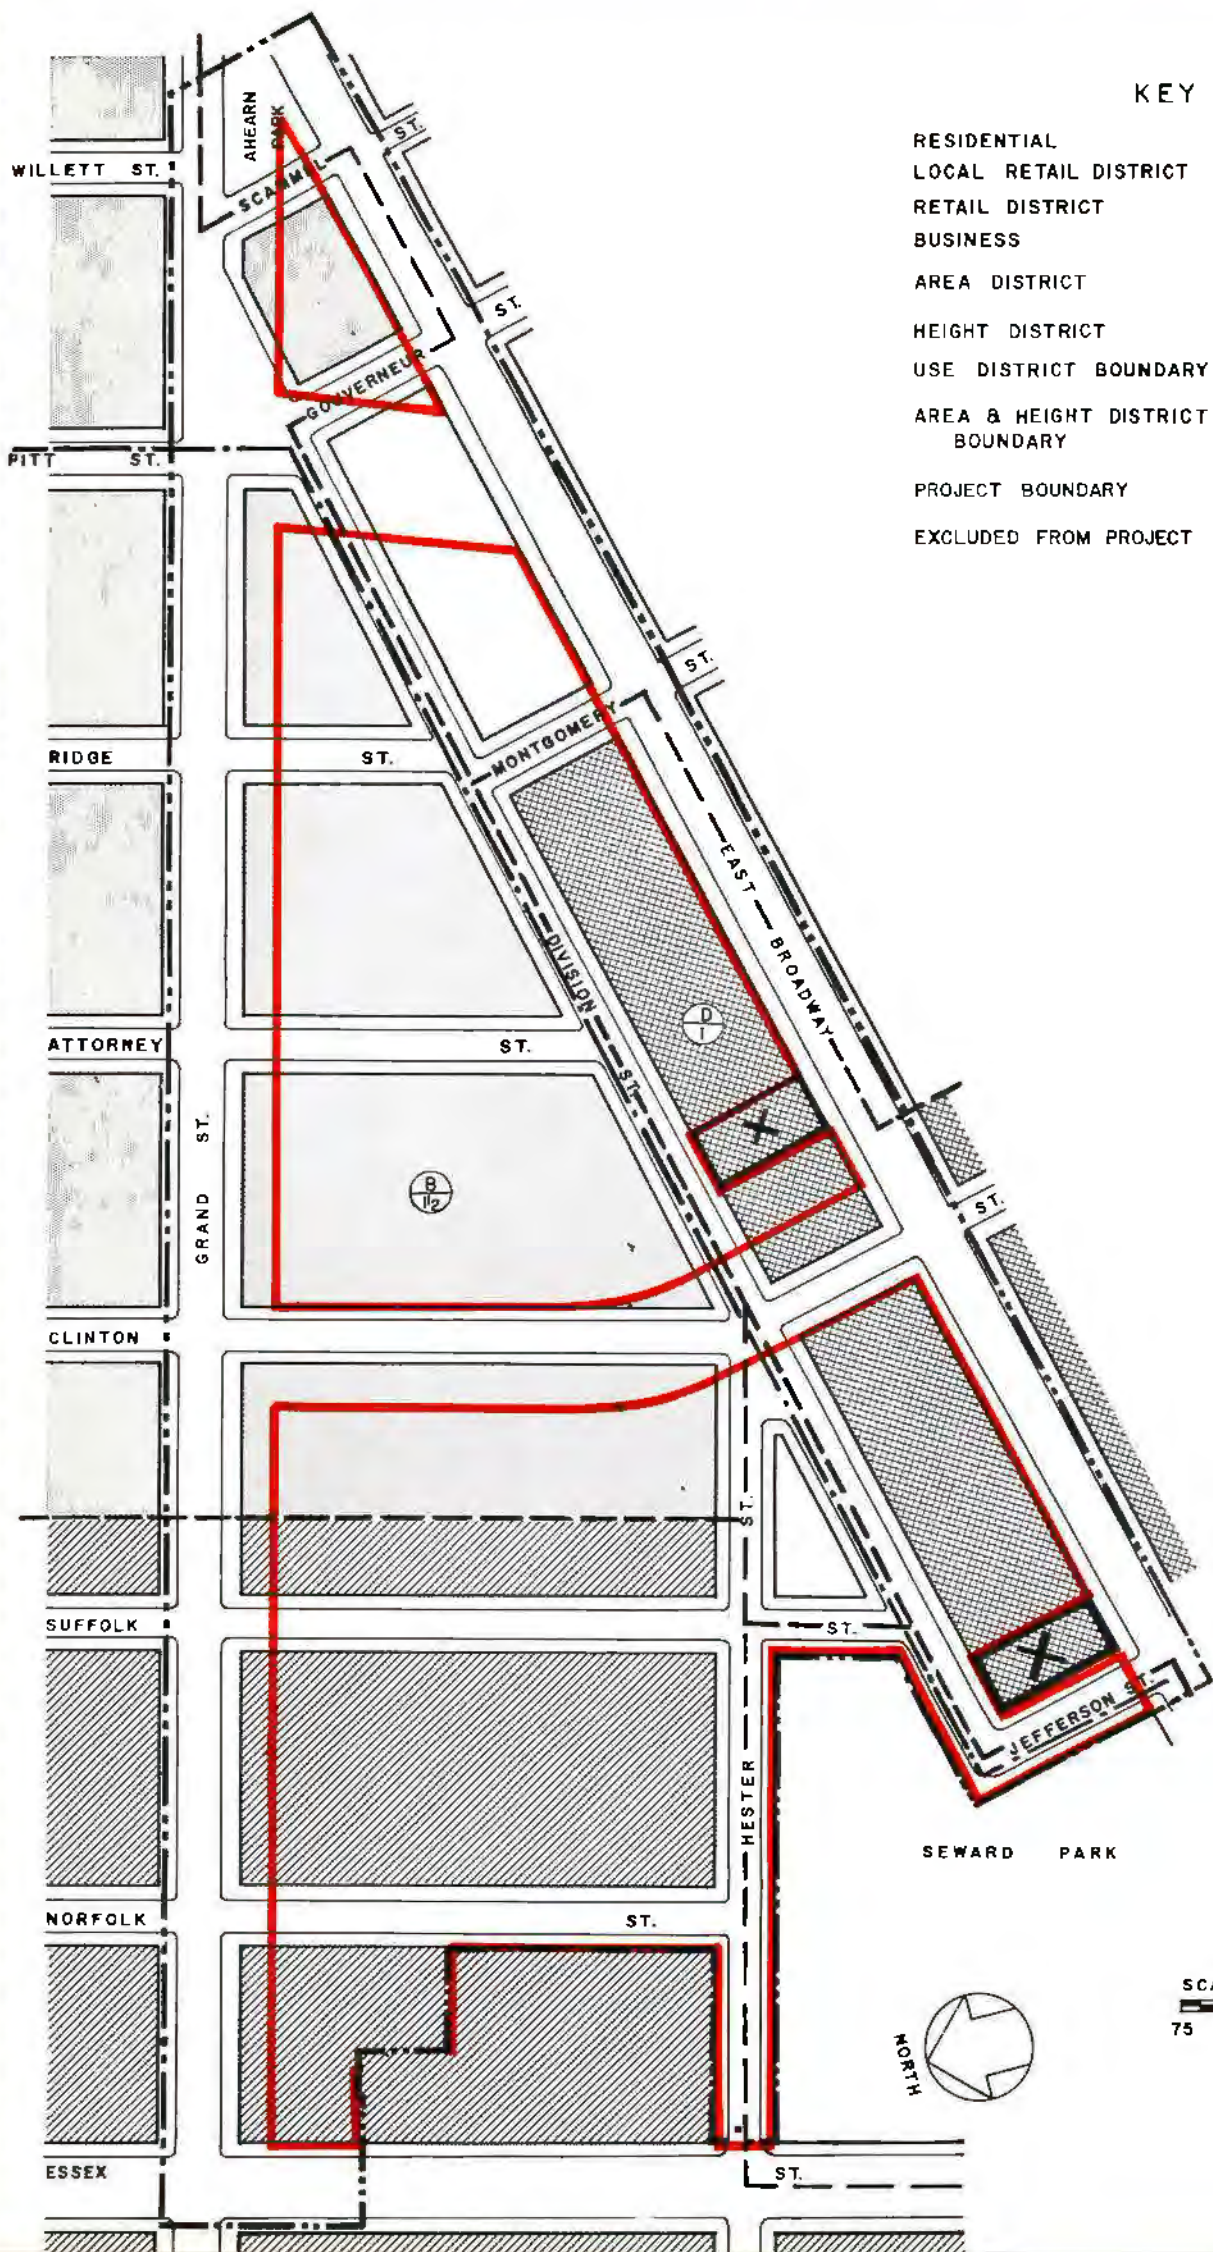 KEY
RESIDENTIAL
LOCAL RETAIL DISTRICT
RETAIL DISTRICT
BUSINESS
AREA DISTRICT
HEIGHT DISTRICT
USE DISTRICT BOUNDARY
AREA & HEIGHT DISTRICT
BOUNDARY
PROJECT BOUNDARY
EXCLUDED FROM PROJECT
AHEARN
PARK
ST.
WILLETT ST.
SCAMMEL
ST.
GOUVERNEUR
PITT ST.
ST.
MONTGOMERY
RIDGE ST.
EAST BROADWAY
DIVISION ST.
D
1
ATTORNEY ST.
GRAND ST.
B
1 1/2
ST.
CLINTON
ST.
SUFFOLK ST.
JEFFERSON ST.
HESTER
SEWARD PARK
NORFOLK ST.
NORTH
SCA
75
ESSEX ST.